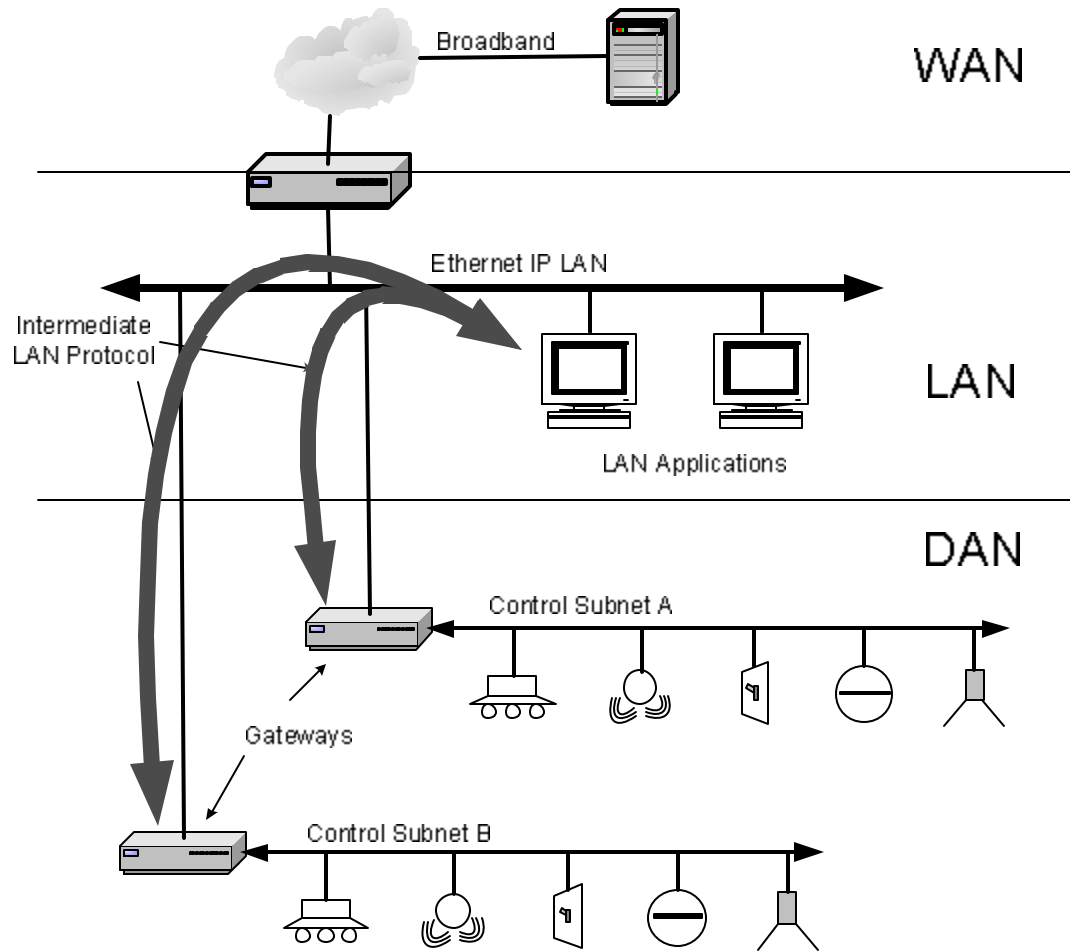 Broadband
WAN
Ethernet IP LAN
Intermediate
LAN Protocol
LAN
LAN Applications
DAN
Control Subnet A
Gateways
Control Subnet B